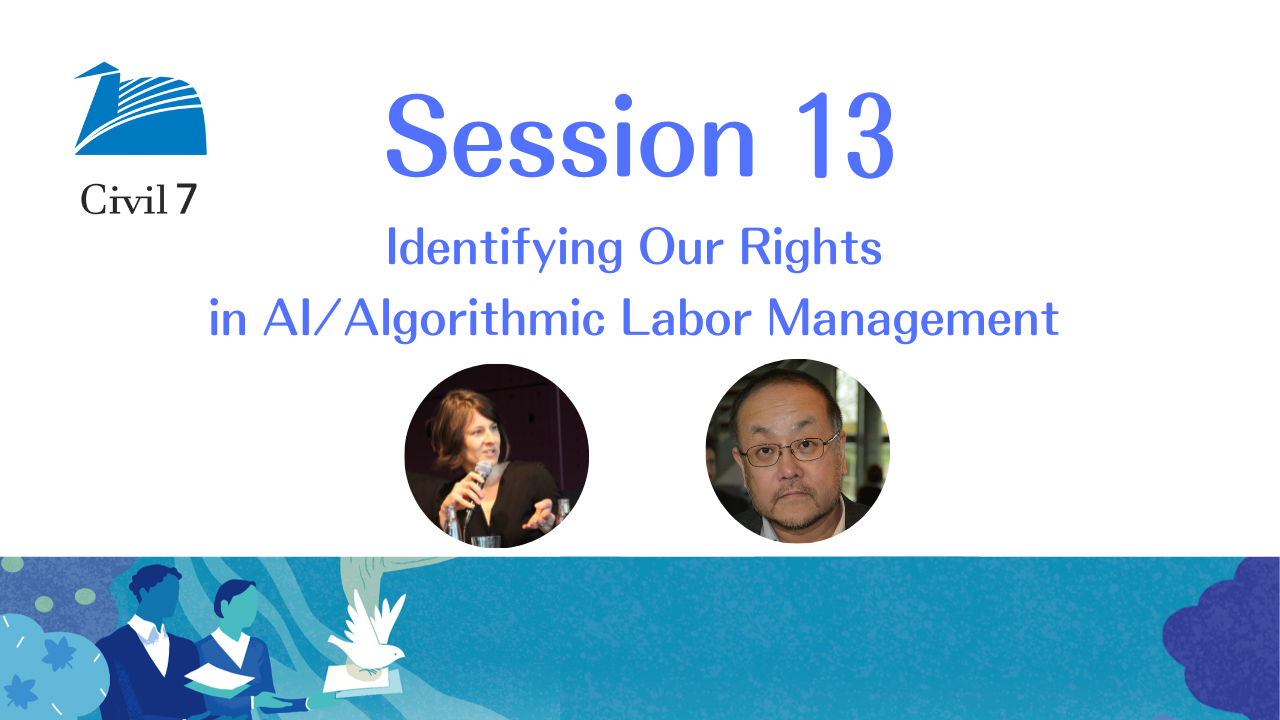 Civil 7
Session 13
Identifying Our Rights
in AI/Algorithmic Labor Management